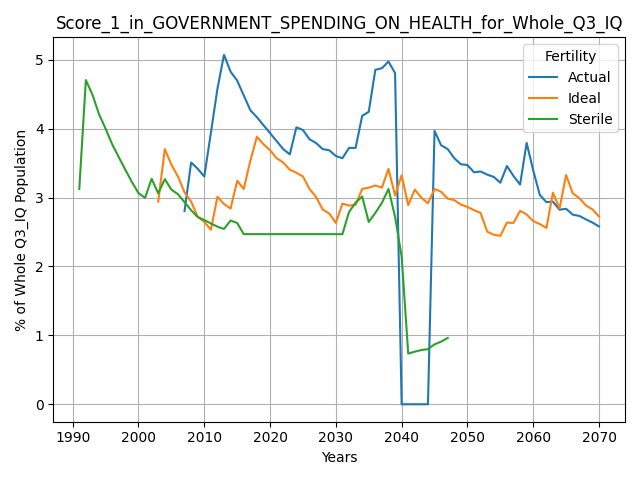 Score_1_in_GOVERNMENT_SPENDING_ON_HEALTH_for_Whole_Q3_IQ
Fertility
Actual
Ideal
Sterile
% of Whole Q3_IQ Population
5
4
3
2
1
0
1990 2000 2010 2020 2030 2040 2050 2060 2070
Years